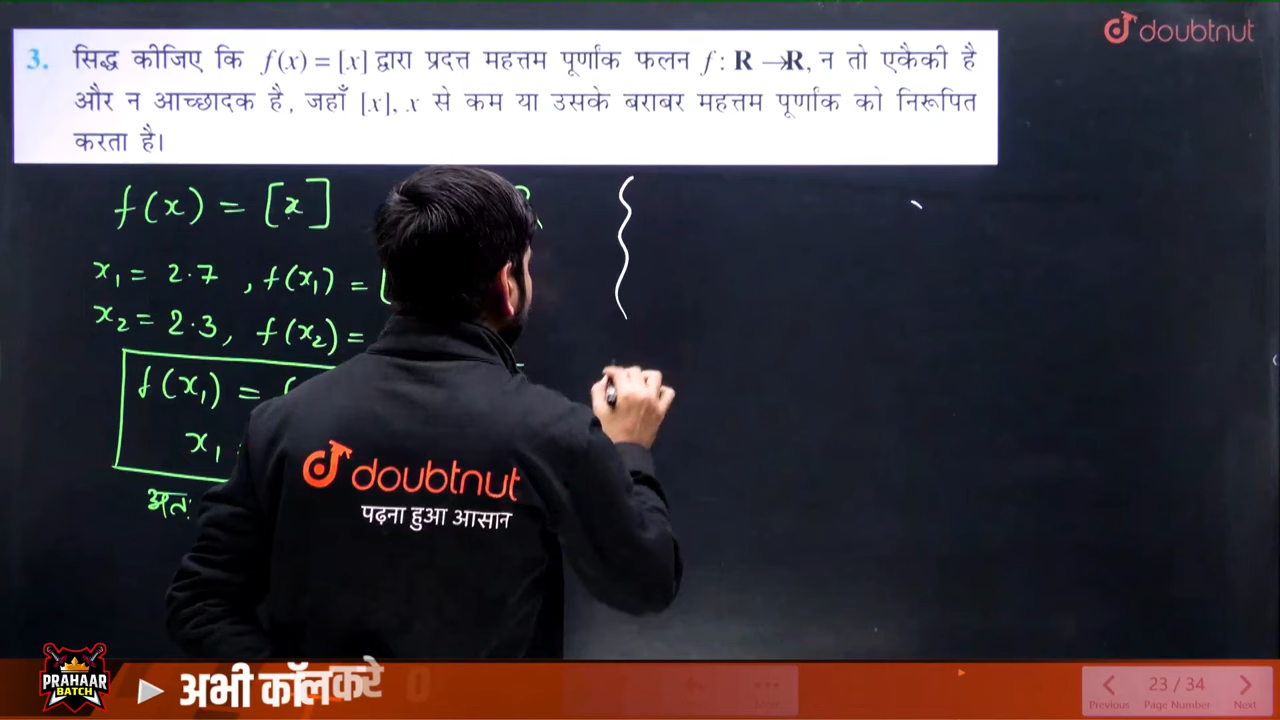 doubtnut
3. सिद्ध कीजिए कि f(x) = [x] द्वारा प्रदत्त महत्तम पूर्णांक फलन f : R → R, न तो एकैकी है
और न आच्छादक है, जहाँ [x], x से कम या उसके बराबर महत्तम पूर्णांक को निरूपित
करता है।
f(x) = [x]
x₁ = 2.7 , f(x₁) = [
x₂ = 2.3, f(x₂) =
f(x₁) =
x₁
अतः
doubtnut
पढ़ना हुआ आसान
PRAHAAR
BATCH
अभी कॉल करे
23 / 34
Previous Page Number Next